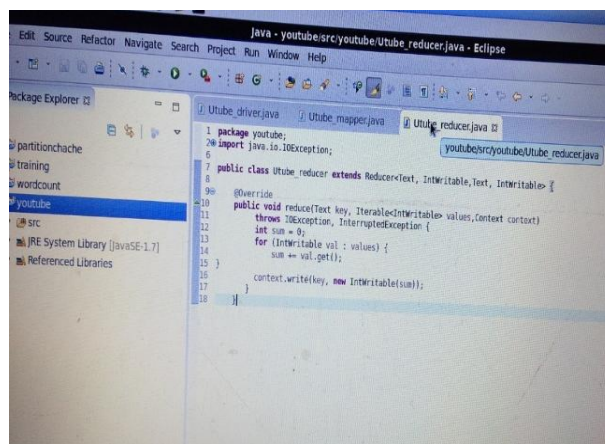 Java - youtube/src/youtube/Utube_reducer.java - Eclipse
Edit Source Refactor Navigate Search Project Run Window Help
Package Explorer
Utube_driver.java Utube_mapper.java Utube_reducer.java
youtube/src/youtube/Utube_reducer.java
partitionchache
training
wordcount
youtube
src
JRE System Library [JavaSE-1.7]
Referenced Libraries
1 package youtube;
2 import java.io.IOException;
6
7 public class Utube_reducer extends Reducer<Text, IntWritable,Text, IntWritable> {
8
9 @Override
10 public void reduce(Text key, Iterable<IntWritable> values,Context context)
11 throws IOException, InterruptedException {
12 int sum = 0;
13 for (IntWritable val : values) {
14 sum += val.get();
15 }
16 context.write(key, new IntWritable(sum));
17 }
18 }